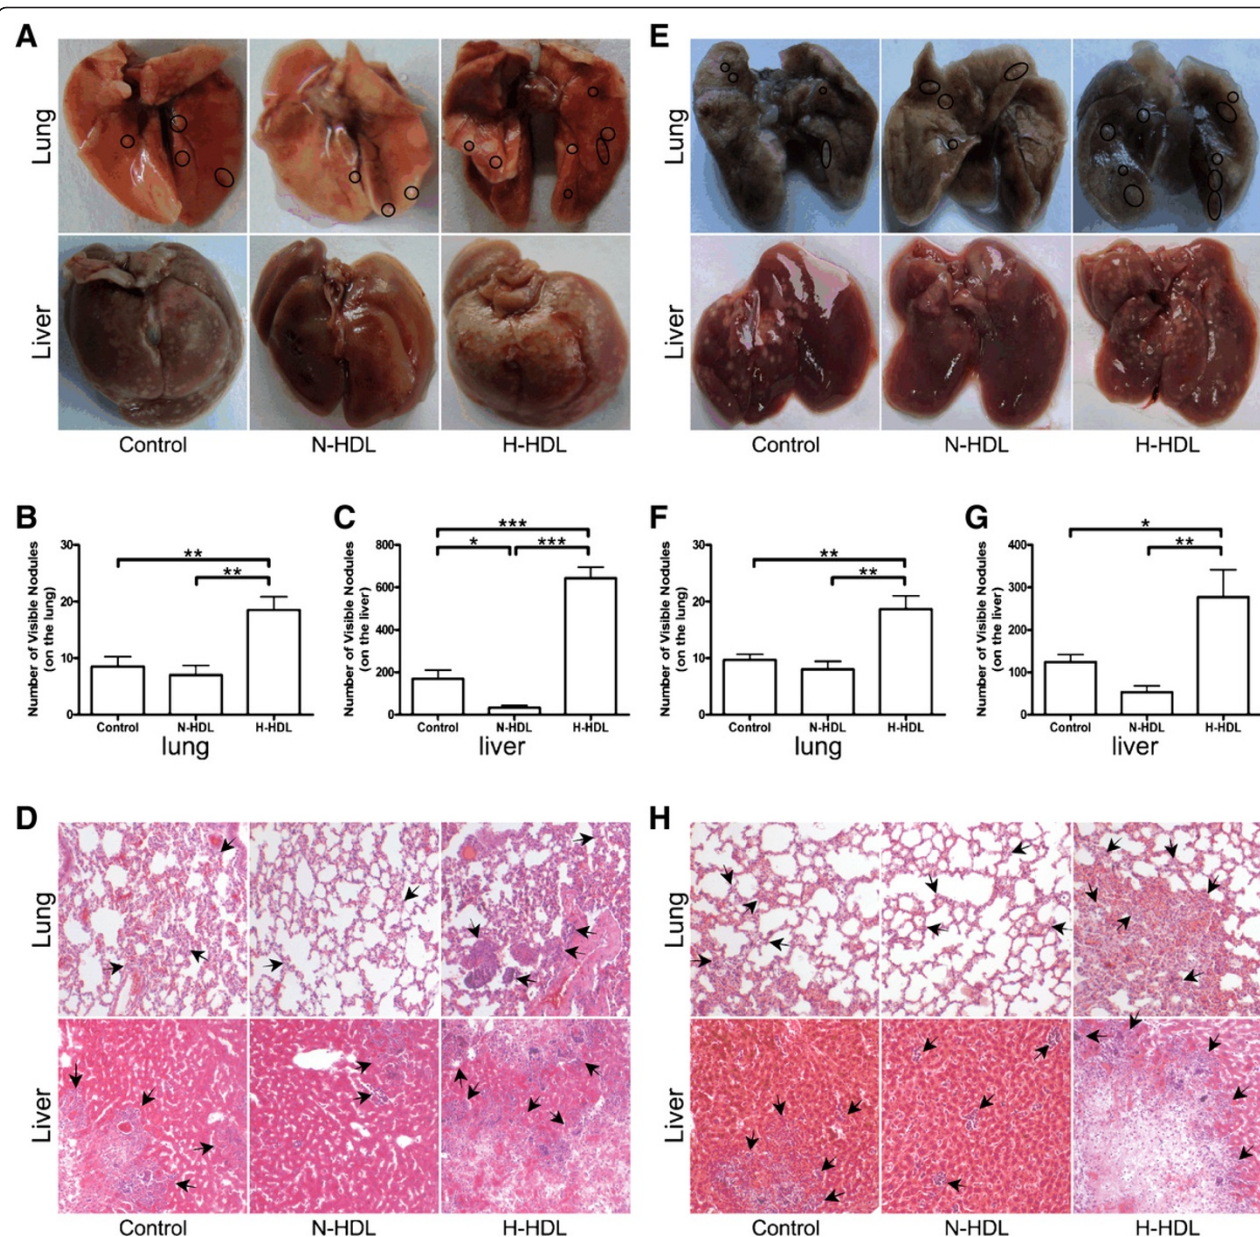 A
E
Lung
Lung
Liver
Liver
Control
N-HDL
H-HDL
Control
N-HDL
H-HDL
B
C
F
G
Number of Visible Nodules
(on the lung)
30
20
10
0
**
**
Control
N-HDL
H-HDL
lung
Number of Visible Nodules
(on the liver)
800
600
400
200
0
***
*
***
Control
N-HDL
H-HDL
liver
Number of Visible Nodules
(on the lung)
30
20
10
0
**
**
Control
N-HDL
H-HDL
lung
Number of Visible Nodules
(on the liver)
400
300
200
100
0
*
**
Control
N-HDL
H-HDL
liver
D
H
Lung
Lung
Liver
Liver
Control
N-HDL
H-HDL
Control
N-HDL
H-HDL